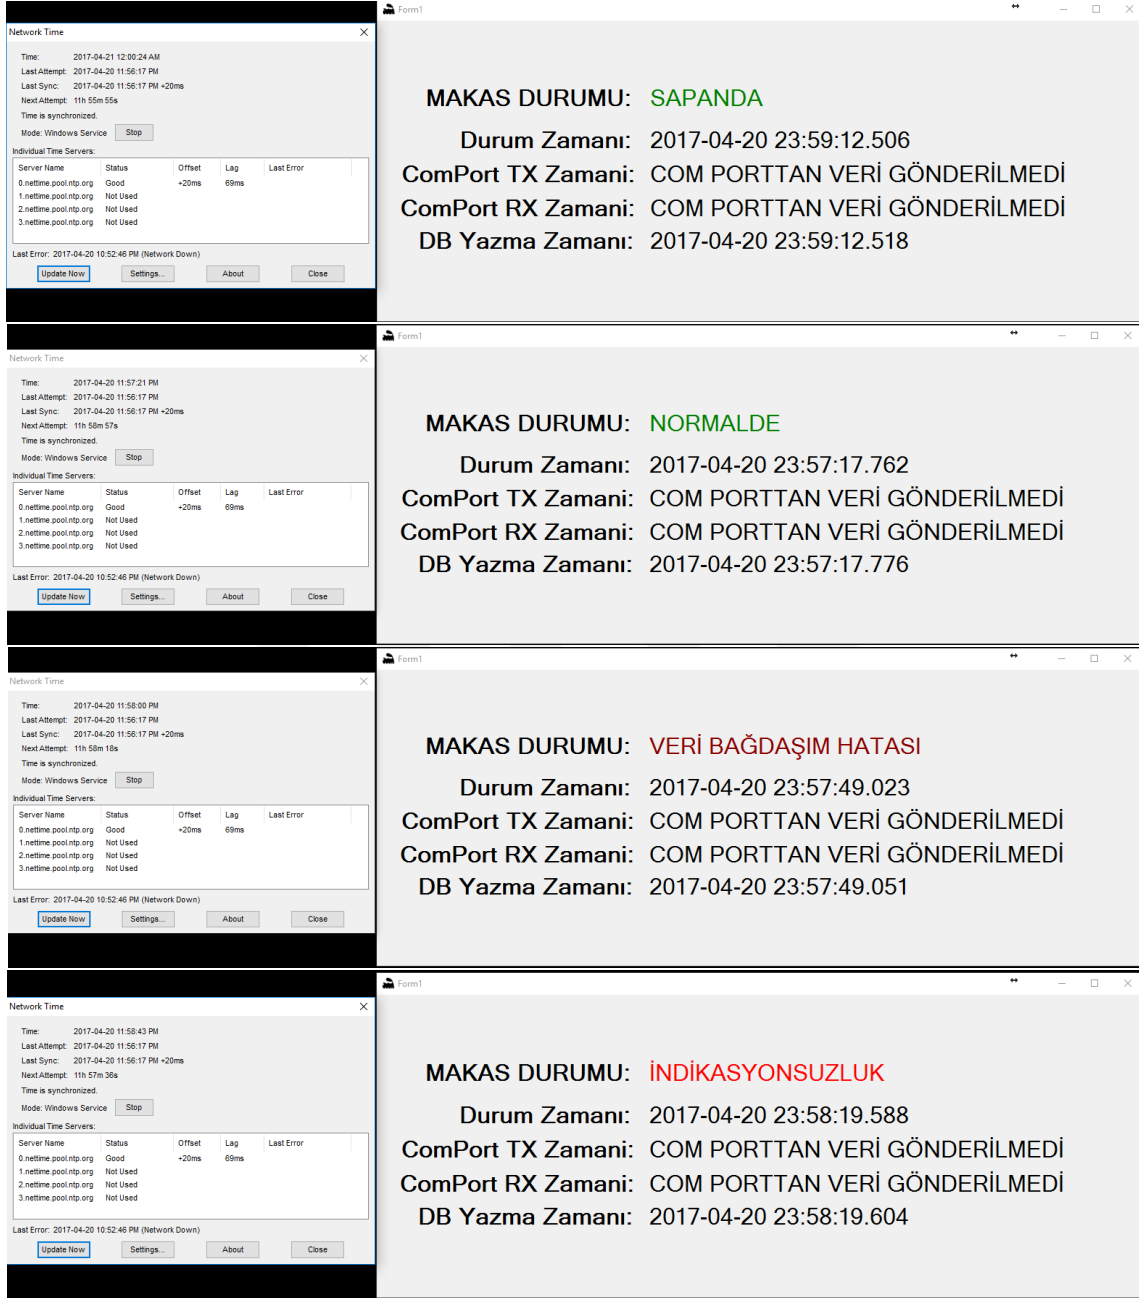 Form1
Network Time
Time: 2017-04-21 12:00:24 AM
Last Attempt: 2017-04-20 11:56:17 PM
Last Sync: 2017-04-20 11:56:17 PM +20ms
Next Attempt: 11h 55m 55s
Time is synchronized.
Mode: Windows Service Stop
Individual Time Servers:
Server Name Status Offset Lag Last Error
0.nettime.pool.ntp.org Good +20ms 69ms
1.nettime.pool.ntp.org Not Used
2.nettime.pool.ntp.org Not Used
3.nettime.pool.ntp.org Not Used
Last Error: 2017-04-20 10:52:46 PM (Network Down)
Update Now Settings... About Close
MAKAS DURUMU: SAPANDA
Durum Zamanı: 2017-04-20 23:59:12.506
ComPort TX Zamani: COM PORTTAN VERİ GÖNDERİLMEDİ
ComPort RX Zamani: COM PORTTAN VERİ GÖNDERİLMEDİ
DB Yazma Zamanı: 2017-04-20 23:59:12.518
Form1
Network Time
Time: 2017-04-20 11:57:21 PM
Last Attempt: 2017-04-20 11:56:17 PM
Last Sync: 2017-04-20 11:56:17 PM +20ms
Next Attempt: 11h 58m 57s
Time is synchronized.
Mode: Windows Service Stop
Individual Time Servers:
Server Name Status Offset Lag Last Error
0.nettime.pool.ntp.org Good +20ms 69ms
1.nettime.pool.ntp.org Not Used
2.nettime.pool.ntp.org Not Used
3.nettime.pool.ntp.org Not Used
Last Error: 2017-04-20 10:52:46 PM (Network Down)
Update Now Settings... About Close
MAKAS DURUMU: NORMALDE
Durum Zamanı: 2017-04-20 23:57:17.762
ComPort TX Zamani: COM PORTTAN VERİ GÖNDERİLMEDİ
ComPort RX Zamani: COM PORTTAN VERİ GÖNDERİLMEDİ
DB Yazma Zamanı: 2017-04-20 23:57:17.776
Form1
Network Time
Time: 2017-04-20 11:58:00 PM
Last Attempt: 2017-04-20 11:56:17 PM
Last Sync: 2017-04-20 11:56:17 PM +20ms
Next Attempt: 11h 58m 18s
Time is synchronized.
Mode: Windows Service Stop
Individual Time Servers:
Server Name Status Offset Lag Last Error
0.nettime.pool.ntp.org Good +20ms 69ms
1.nettime.pool.ntp.org Not Used
2.nettime.pool.ntp.org Not Used
3.nettime.pool.ntp.org Not Used
Last Error: 2017-04-20 10:52:46 PM (Network Down)
Update Now Settings... About Close
MAKAS DURUMU: VERİ BAĞDAŞIM HATASI
Durum Zamanı: 2017-04-20 23:57:49.023
ComPort TX Zamani: COM PORTTAN VERİ GÖNDERİLMEDİ
ComPort RX Zamani: COM PORTTAN VERİ GÖNDERİLMEDİ
DB Yazma Zamanı: 2017-04-20 23:57:49.051
Form1
Network Time
Time: 2017-04-20 11:58:43 PM
Last Attempt: 2017-04-20 11:56:17 PM
Last Sync: 2017-04-20 11:56:17 PM +20ms
Next Attempt: 11h 57m 36s
Time is synchronized.
Mode: Windows Service Stop
Individual Time Servers:
Server Name Status Offset Lag Last Error
0.nettime.pool.ntp.org Good +20ms 69ms
1.nettime.pool.ntp.org Not Used
2.nettime.pool.ntp.org Not Used
3.nettime.pool.ntp.org Not Used
Last Error: 2017-04-20 10:52:46 PM (Network Down)
Update Now Settings... About Close
MAKAS DURUMU: İNDİKASYONSUZLUK
Durum Zamanı: 2017-04-20 23:58:19.588
ComPort TX Zamani: COM PORTTAN VERİ GÖNDERİLMEDİ
ComPort RX Zamani: COM PORTTAN VERİ GÖNDERİLMEDİ
DB Yazma Zamanı: 2017-04-20 23:58:19.604